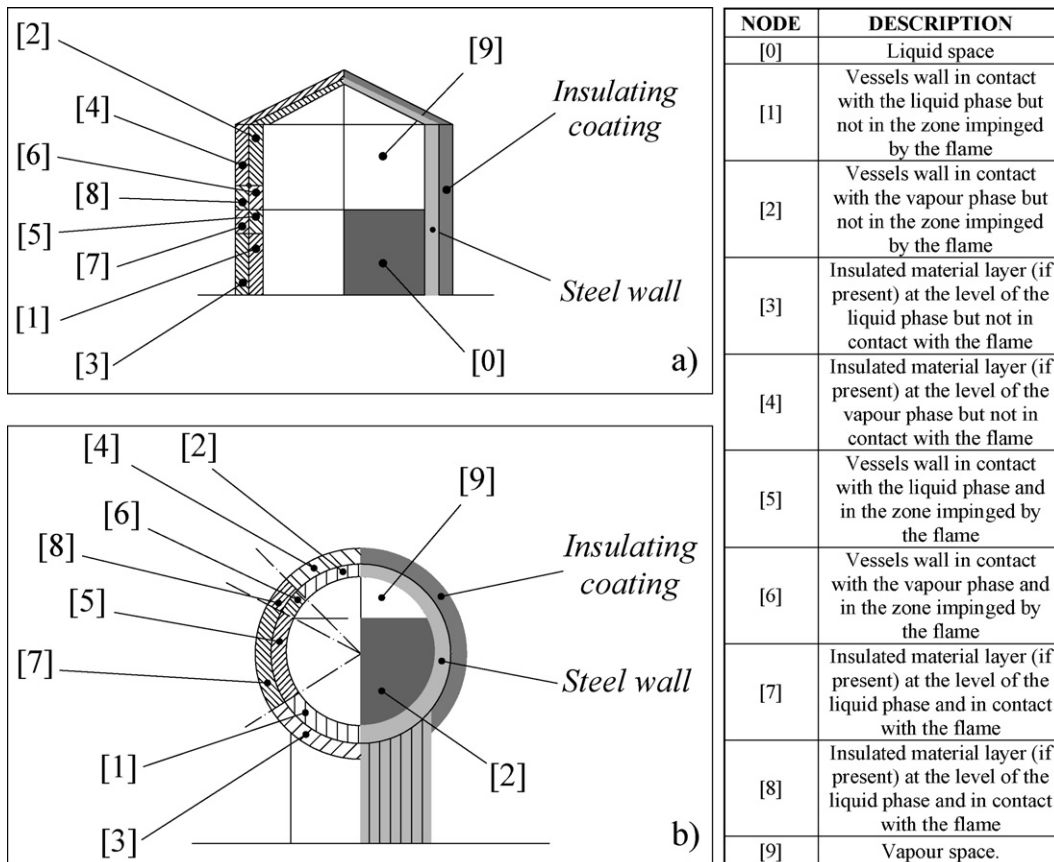 [2]
[9]
Insulating
coating
[4]
[6]
[8]
[5]
[7]
Steel wall
[1]
[3]
[0]
a)
[4]
[2]
[9]
[6]
Insulating
coating
[8]
[5]
[7]
Steel wall
[1]
[2]
[3]
b)
NODE DESCRIPTION
[0] Liquid space
Vessels wall in contact
with the liquid phase but
[1] not in the zone impinged
by the flame
Vessels wall in contact
with the vapour phase but
[2] not in the zone impinged
by the flame
Insulated material layer (if
present) at the level of the
[3] liquid phase but not in
contact with the flame
Insulated material layer (if
present) at the level of the
[4] vapour phase but not in
contact with the flame
Vessels wall in contact
with the liquid phase and
[5] in the zone impinged by
the flame
Vessels wall in contact
with the vapour phase and
[6] in the zone impinged by
the flame
Insulated material layer (if
present) at the level of the
[7] liquid phase and in contact
with the flame
Insulated material layer (if
present) at the level of the
[8] liquid phase and in contact
with the flame
[9] Vapour space.